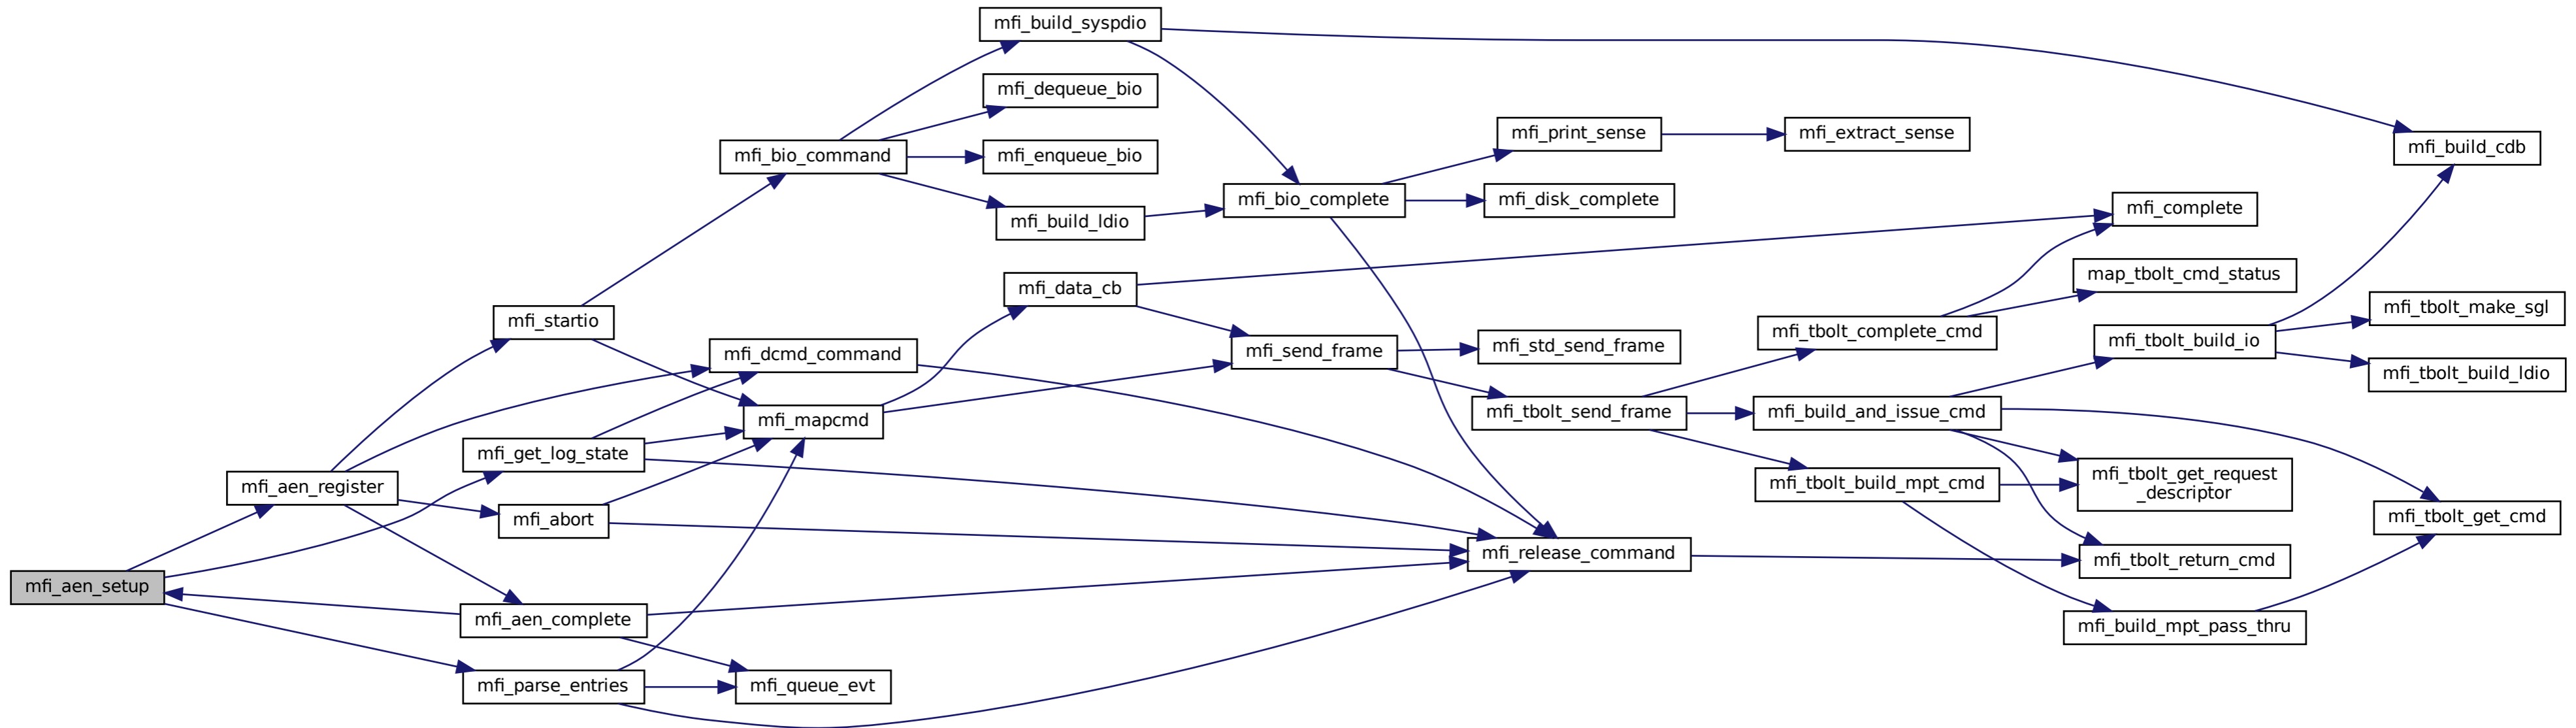 mfi_build_syspdio
mfi_dequeue_bio
mfi_print_sense
mfi_extract_sense
mfi_build_cdb
mfi_bio_command
mfi_enqueue_bio
mfi_bio_complete
mfi_disk_complete
mfi_complete
mfi_build_ldio
map_tbolt_cmd_status
mfi_data_cb
mfi_tbolt_make_sgl
mfi_startio
mfi_tbolt_complete_cmd
mfi_tbolt_build_io
mfi_dcmd_command
mfi_send_frame
mfi_std_send_frame
mfi_tbolt_build_ldio
mfi_mapcmd
mfi_tbolt_send_frame
mfi_build_and_issue_cmd
mfi_get_log_state
mfi_aen_register
mfi_tbolt_build_mpt_cmd
mfi_tbolt_get_request
_descriptor
mfi_abort
mfi_tbolt_get_cmd
mfi_release_command
mfi_tbolt_return_cmd
mfi_aen_setup
mfi_aen_complete
mfi_build_mpt_pass_thru
mfi_parse_entries
mfi_queue_evt